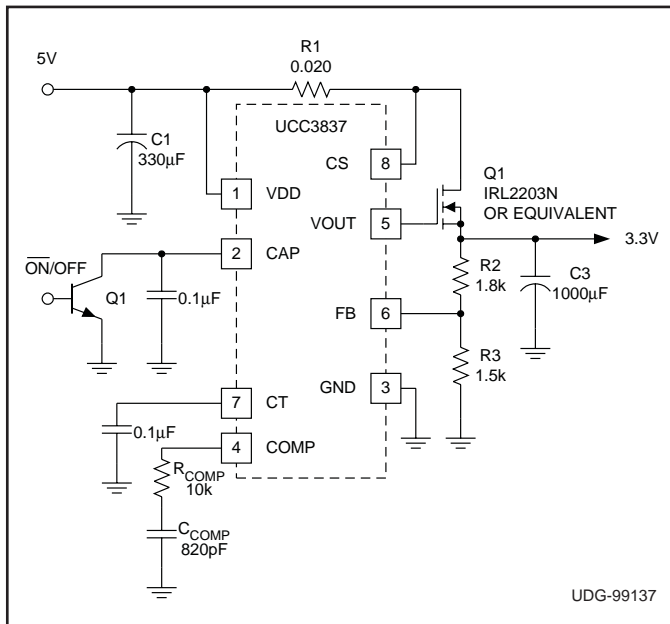 R1
0.020
5V
UCC3837
C1
330µF
CS
8
Q1
IRL2203N
OR EQUIVALENT
1
VDD
VOUT
5
3.3V
2
CAP
ON/OFF
Q1
0.1µF
R2
1.8k
C3
1000µF
FB
6
R3
1.5k
GND
3
7
CT
0.1µF
4
COMP
RCOMP
10k
CCOMP
820pF
UDG-99137